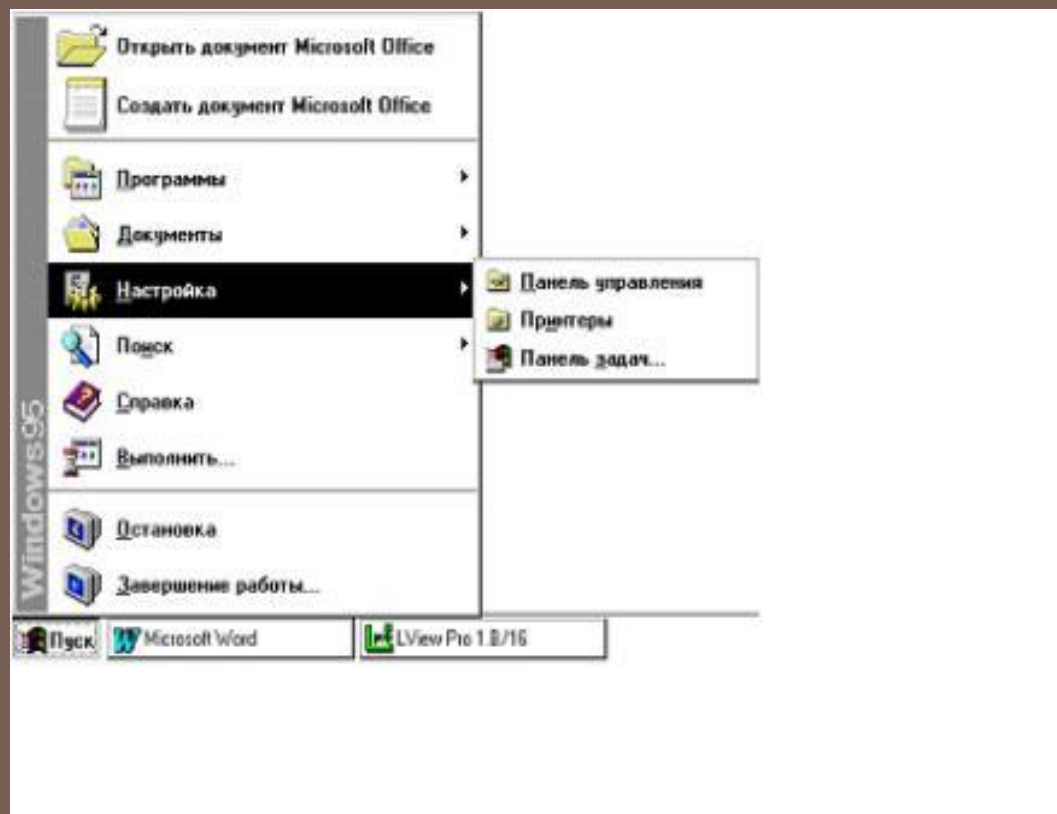 Открыть документ Microsoft Office
Создать документ Microsoft Office
Программы
Документы
Настройка
Панель управления
Принтеры
Панель задач...
Поиск
Справка
Выполнить...
Остановка
Завершение работы...
Windows95
Пуск
Microsoft Word
LView Pro 1.B/16